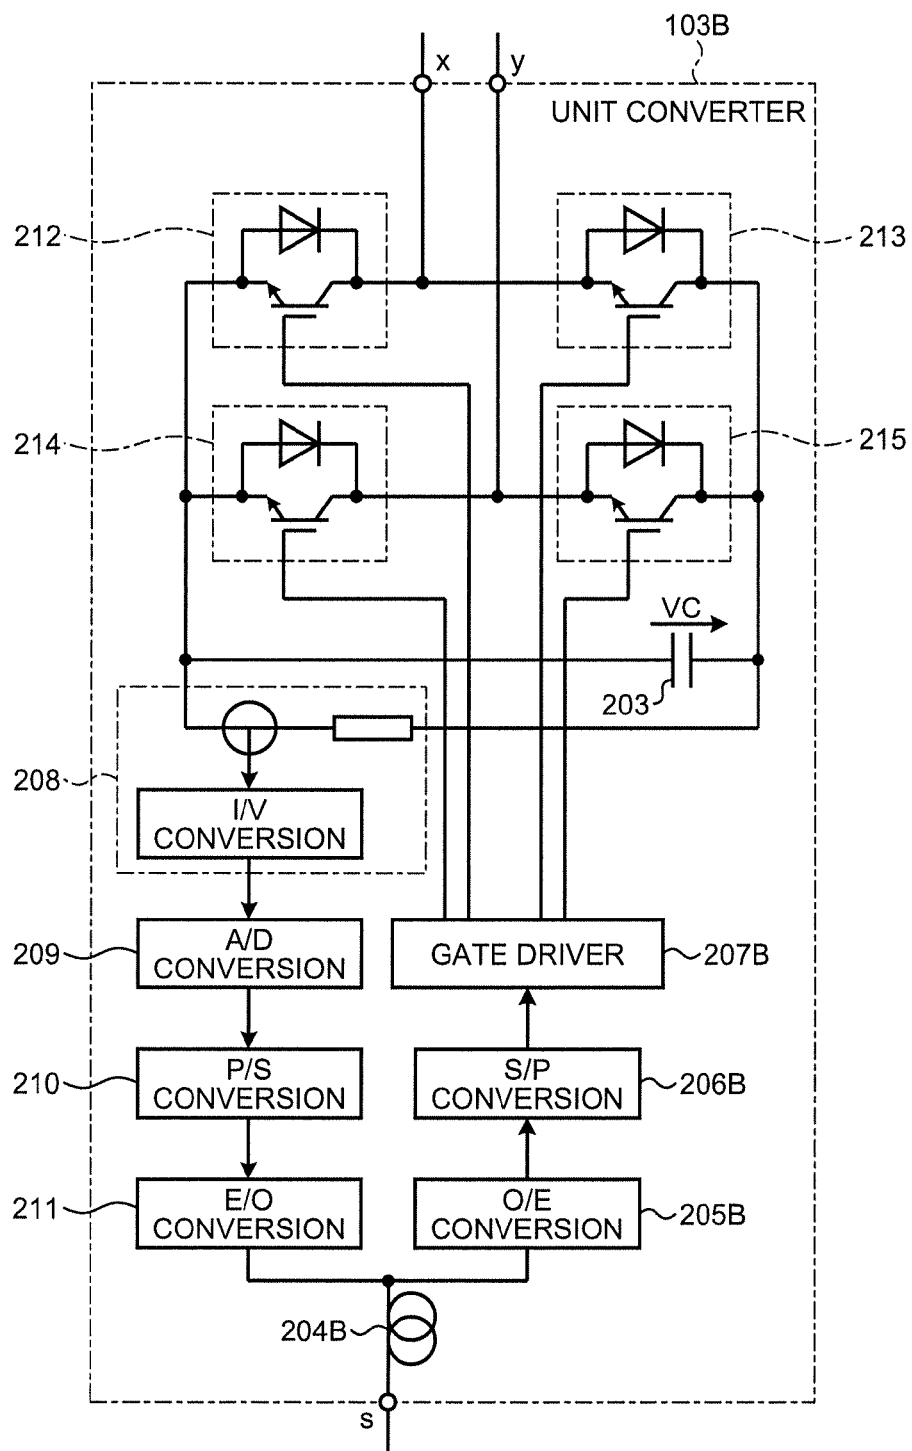 103B
x
y
UNIT CONVERTER
212
213
214
215
VC
203
208
I/V
CONVERSION
209
A/D
CONVERSION
GATE DRIVER
207B
210
P/S
CONVERSION
S/P
CONVERSION
206B
211
E/O
CONVERSION
O/E
CONVERSION
205B
204B
s